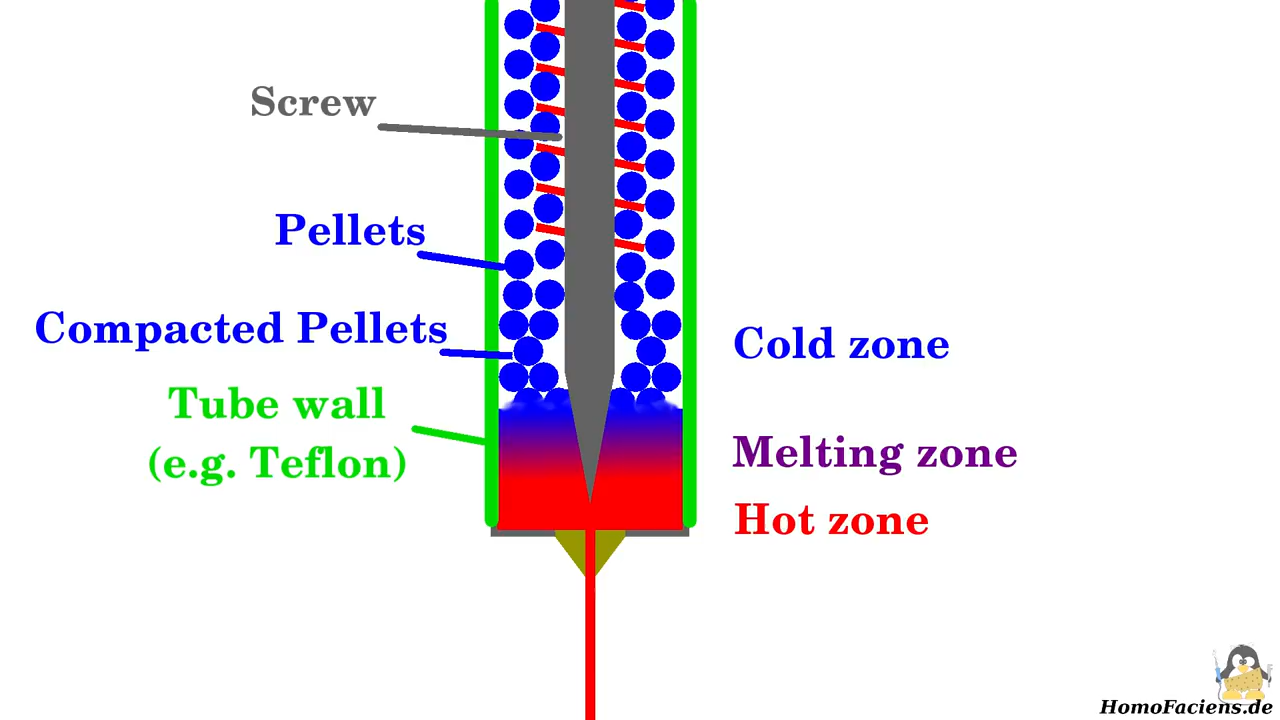 Screw
Pellets
Compacted Pellets
Cold zone
Tube wall
(e.g. Teflon)
Melting zone
Hot zone
HomoFaciens.de